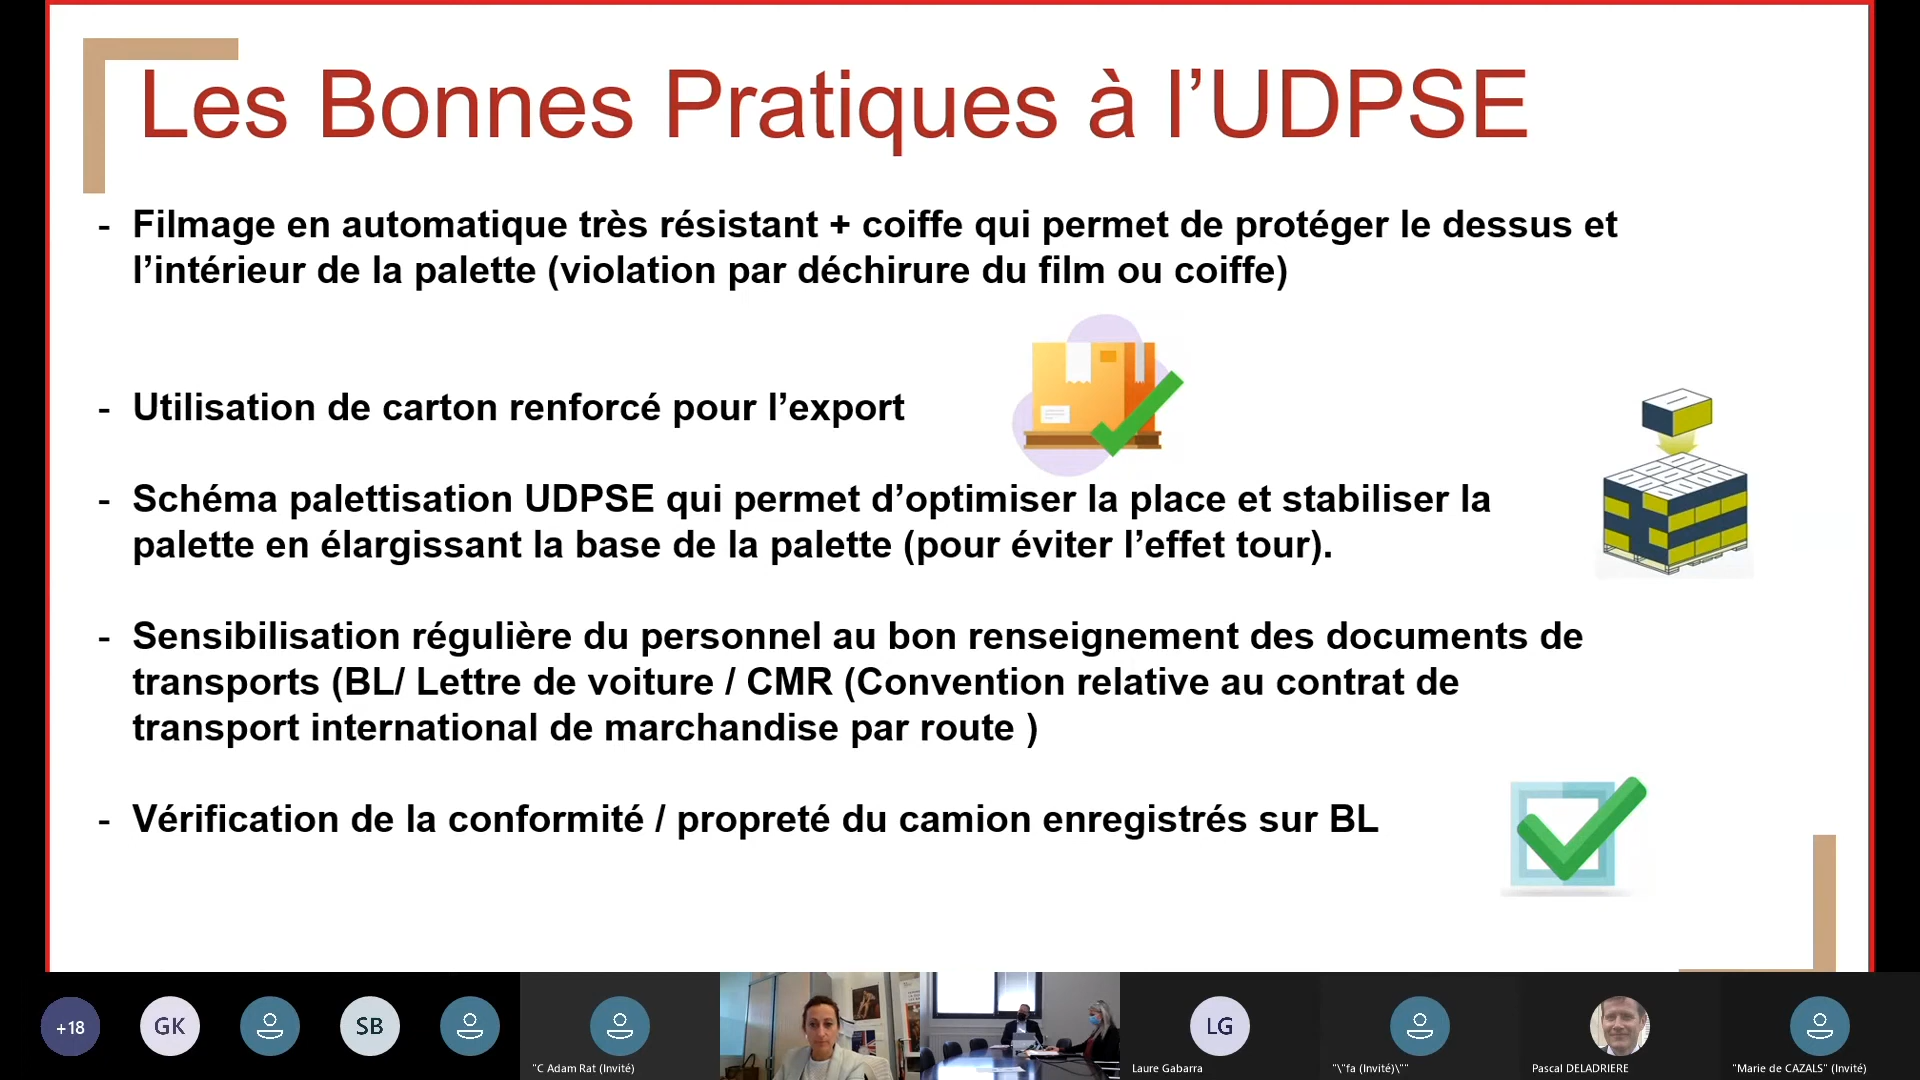 Les Bonnes Pratiques à l’UDPSE
- Filmage en automatique très résistant + coiffe qui permet de protéger le dessus et
l’intérieur de la palette (violation par déchirure du film ou coiffe)
- Utilisation de carton renforcé pour l’export
- Schéma palettisation UDPSE qui permet d’optimiser la place et stabiliser la
palette en élargissant la base de la palette (pour éviter l’effet tour).
- Sensibilisation régulière du personnel au bon renseignement des documents de
transports (BL/ Lettre de voiture / CMR (Convention relative au contrat de
transport international de marchandise par route )
- Vérification de la conformité / propreté du camion enregistrés sur BL
+18
GK
SB
"C Adam Rat (Invité)
LG
Laure Gabarra
"\"fa (Invité)\""
Pascal DELADRIERE
"Marie de CAZALS" (Invité)